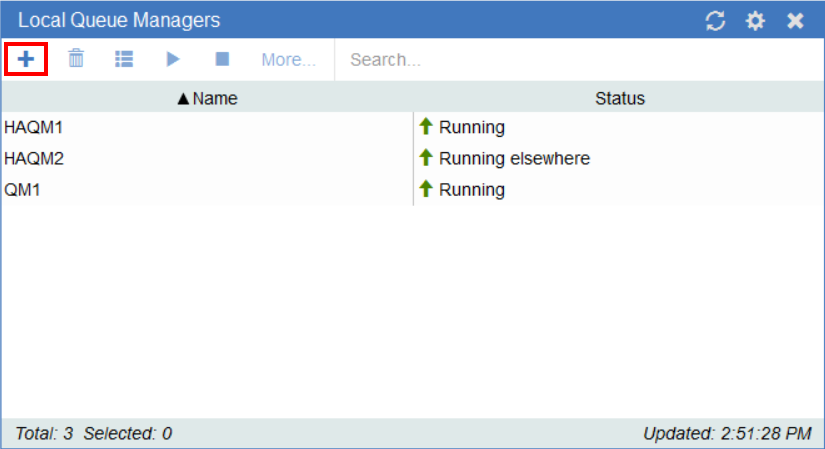 Local Queue Managers
More... Search...
▲Name Status
HAQM1 Running
HAQM2 Running elsewhere
QM1 Running
Total: 3 Selected: 0 Updated: 2:51:28 PM